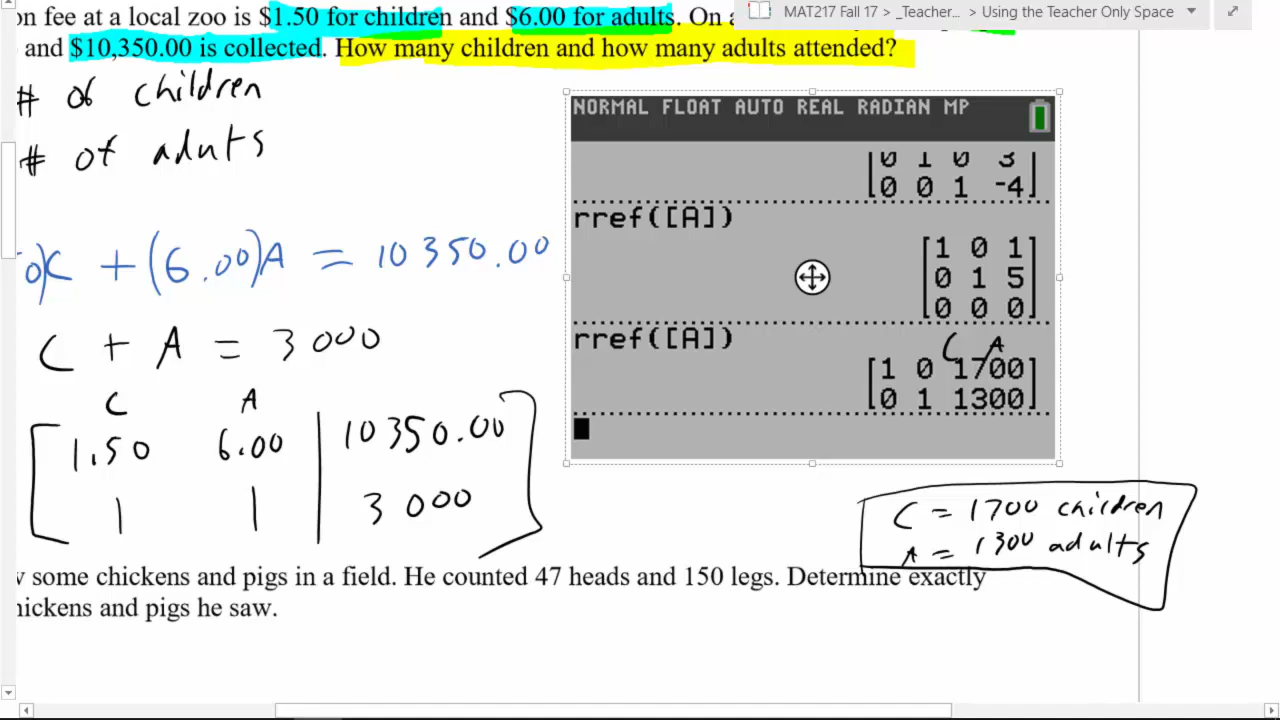 on fee at a local zoo is $1.50 for children and $6.00 for adults. On a
MAT217 Fall 17 > _Teacher... > Using the Teacher Only Space
and $10,350.00 is collected. How many children and how many adults attended?
# of children
# of aduts
0)C + (6.00)A = 10350.00
C + A = 3000
C A
1.50 6.00 10350.00
1 1 3000
NORMAL FLOAT AUTO REAL RADIAN MP
0 1 0 3
0 0 1 -4
rref([A])
1 0 1
0 1 5
0 0 0
rref([A])
C A
1 0 1700
0 1 1300
C = 1700 children
A = 1300 adults
w some chickens and pigs in a field. He counted 47 heads and 150 legs. Determine exactly
hickens and pigs he saw.